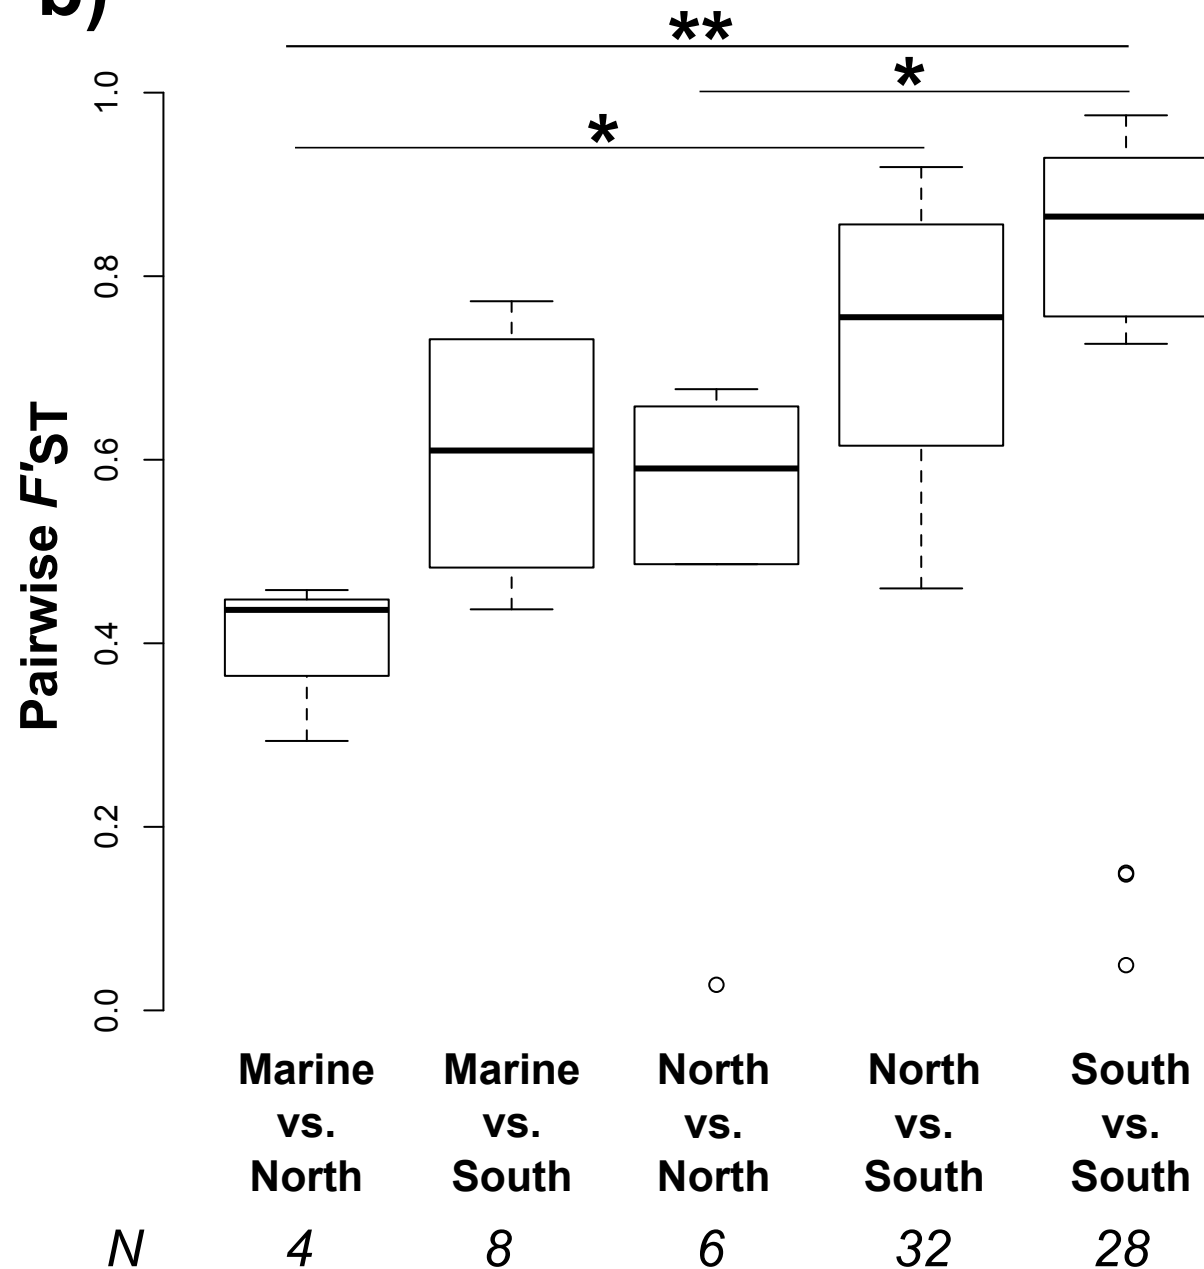 b)
**
*
*
Pairwise F'ST
1.0
0.8
0.6
0.4
0.2
0.0
Marine vs. North
Marine vs. South
North vs. North
North vs. South
South vs. South
N 4 8 6 32 28